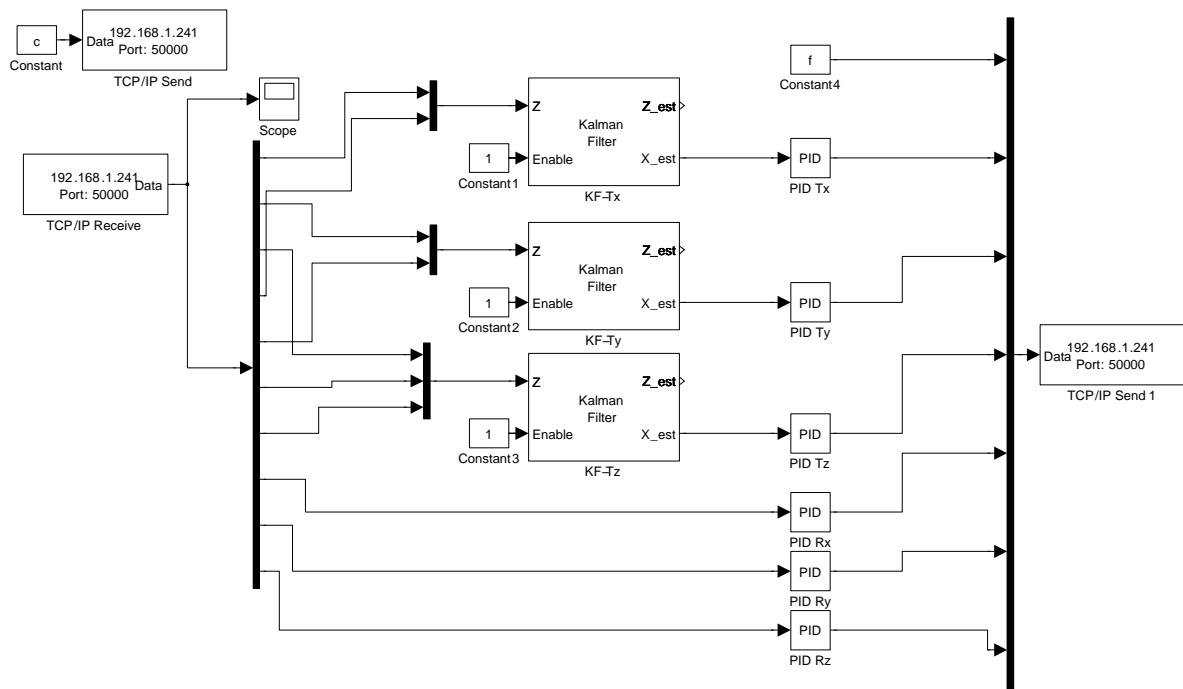 192.168.1.241
c
Data
Port: 50000
Constant
TCP/IP Send
Scope
192.168.1.241
Data
Port: 50000
TCP/IP Receive
Z
Z_est
Kalman
Filter
1
Enable
X_est
Constant1
KF-Tx
f
Constant4
PID
PID Tx
Z
Z_est
Kalman
Filter
1
Enable
X_est
Constant2
KF-Ty
PID
PID Ty
Z
Z_est
Kalman
Filter
1
Enable
X_est
Constant3
KF-Tz
PID
PID Tz
PID
PID Rx
PID
PID Ry
PID
PID Rz
192.168.1.241
Data
Port: 50000
TCP/IP Send 1